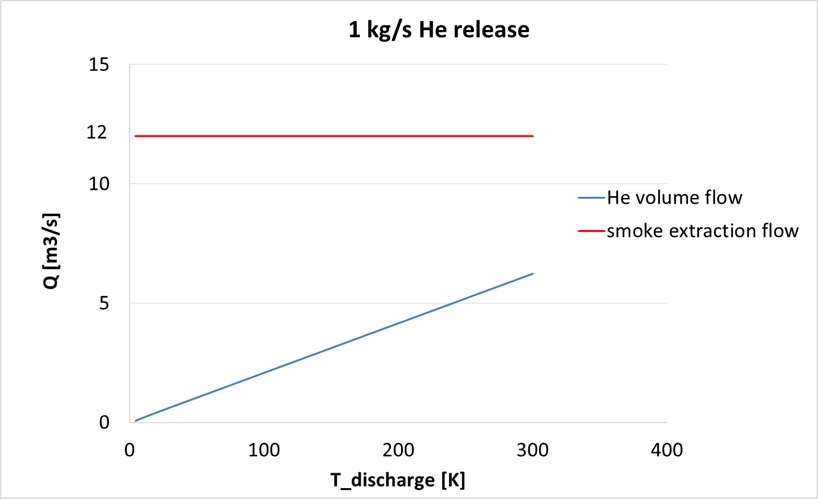 1 kg/s He release
15
12
10
5
0
Q [m3/s]
0 100 200 300 400
T_discharge [K]
He volume flow
smoke extraction flow